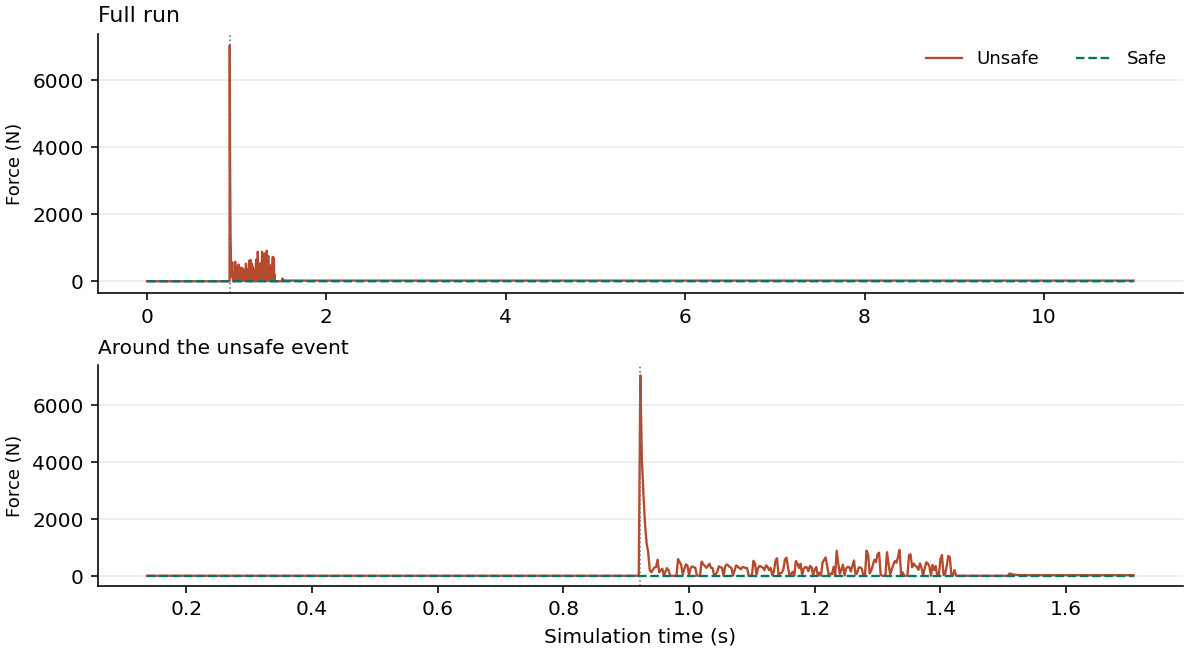 Full run
Force (N)
6000
4000
2000
0
Unsafe Safe
0 2 4 6 8 10
Around the unsafe event
Force (N)
6000
4000
2000
0
0.2 0.4 0.6 0.8 1.0 1.2 1.4 1.6
Simulation time (s)